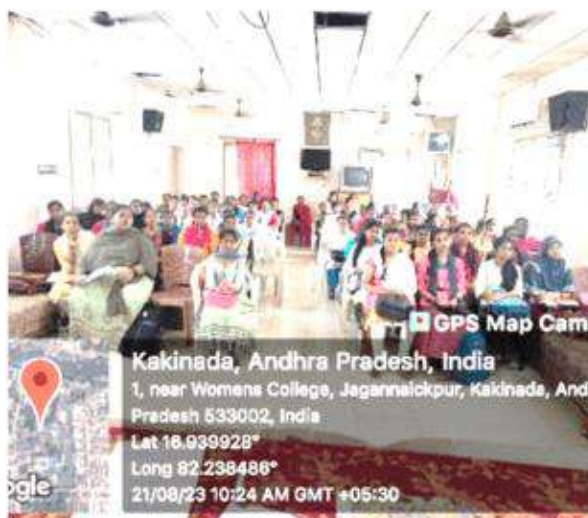 GPS Map Cam
Kakinada, Andhra Pradesh, India
1, near Womens College, Jagannaickpur, Kakinada, And
Pradesh 533002, India
Lat 16.939928°
Long 82.238486°
21/08/23 10:24 AM GMT +05:30
ogle